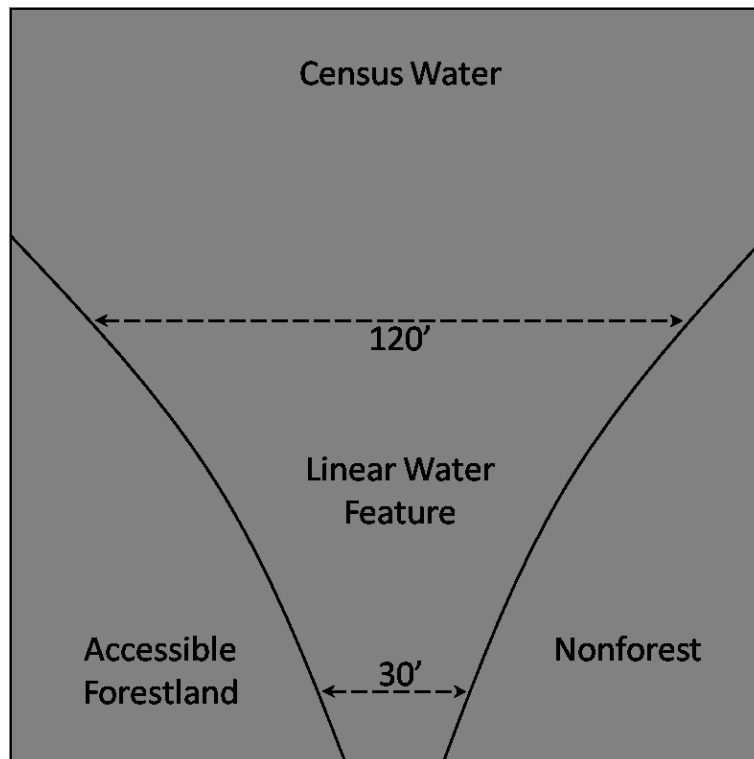 Census Water
120’
Linear Water
Feature
Accessible
Forestland
30’
Nonforest